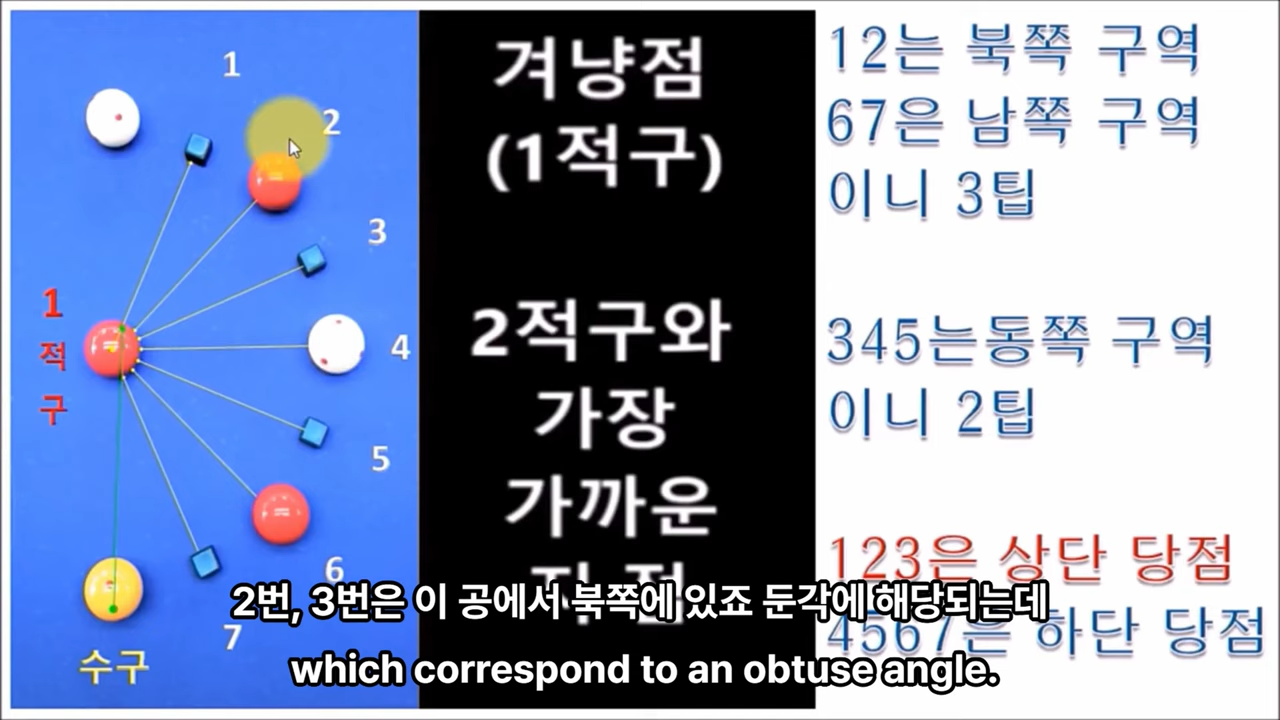 1
2
3
4
5
6
7
1
적
구
수구
겨냥점
(1적구)
2적구와
가장
가까운
12는 북쪽 구역
67은 남쪽 구역
이니 3팁
345는동쪽 구역
이니 2팁
123은 상단 당점
4567은 하단 당점
2번, 3번은 이 공에서 북쪽에 있죠 둔각에 해당되는데
which correspond to an obtuse angle.